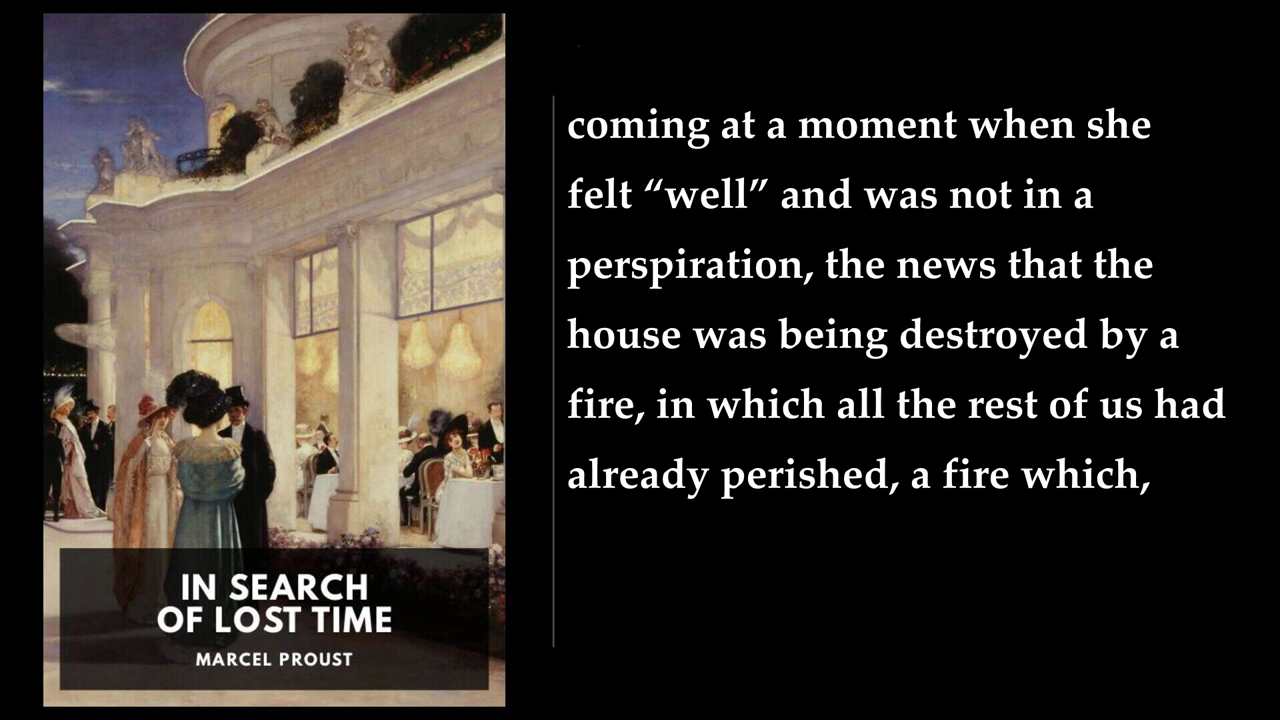 IN SEARCH
OF LOST TIME
MARCEL PROUST
coming at a moment when she
felt “well” and was not in a
perspiration, the news that the
house was being destroyed by a
fire, in which all the rest of us had
already perished, a fire which,